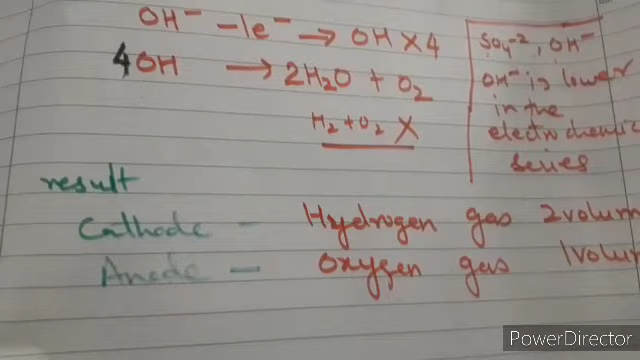 OH⁻ – 1e⁻ → OH X 4
4OH → 2H₂O + O₂
H₂ + O₂ X
SO₄⁻², OH⁻
OH⁻ is lower
in the
electrochemic
series
result
Cathode – Hydrogen gas 2volum
Anode – Oxygen gas 1volu
PowerDirector